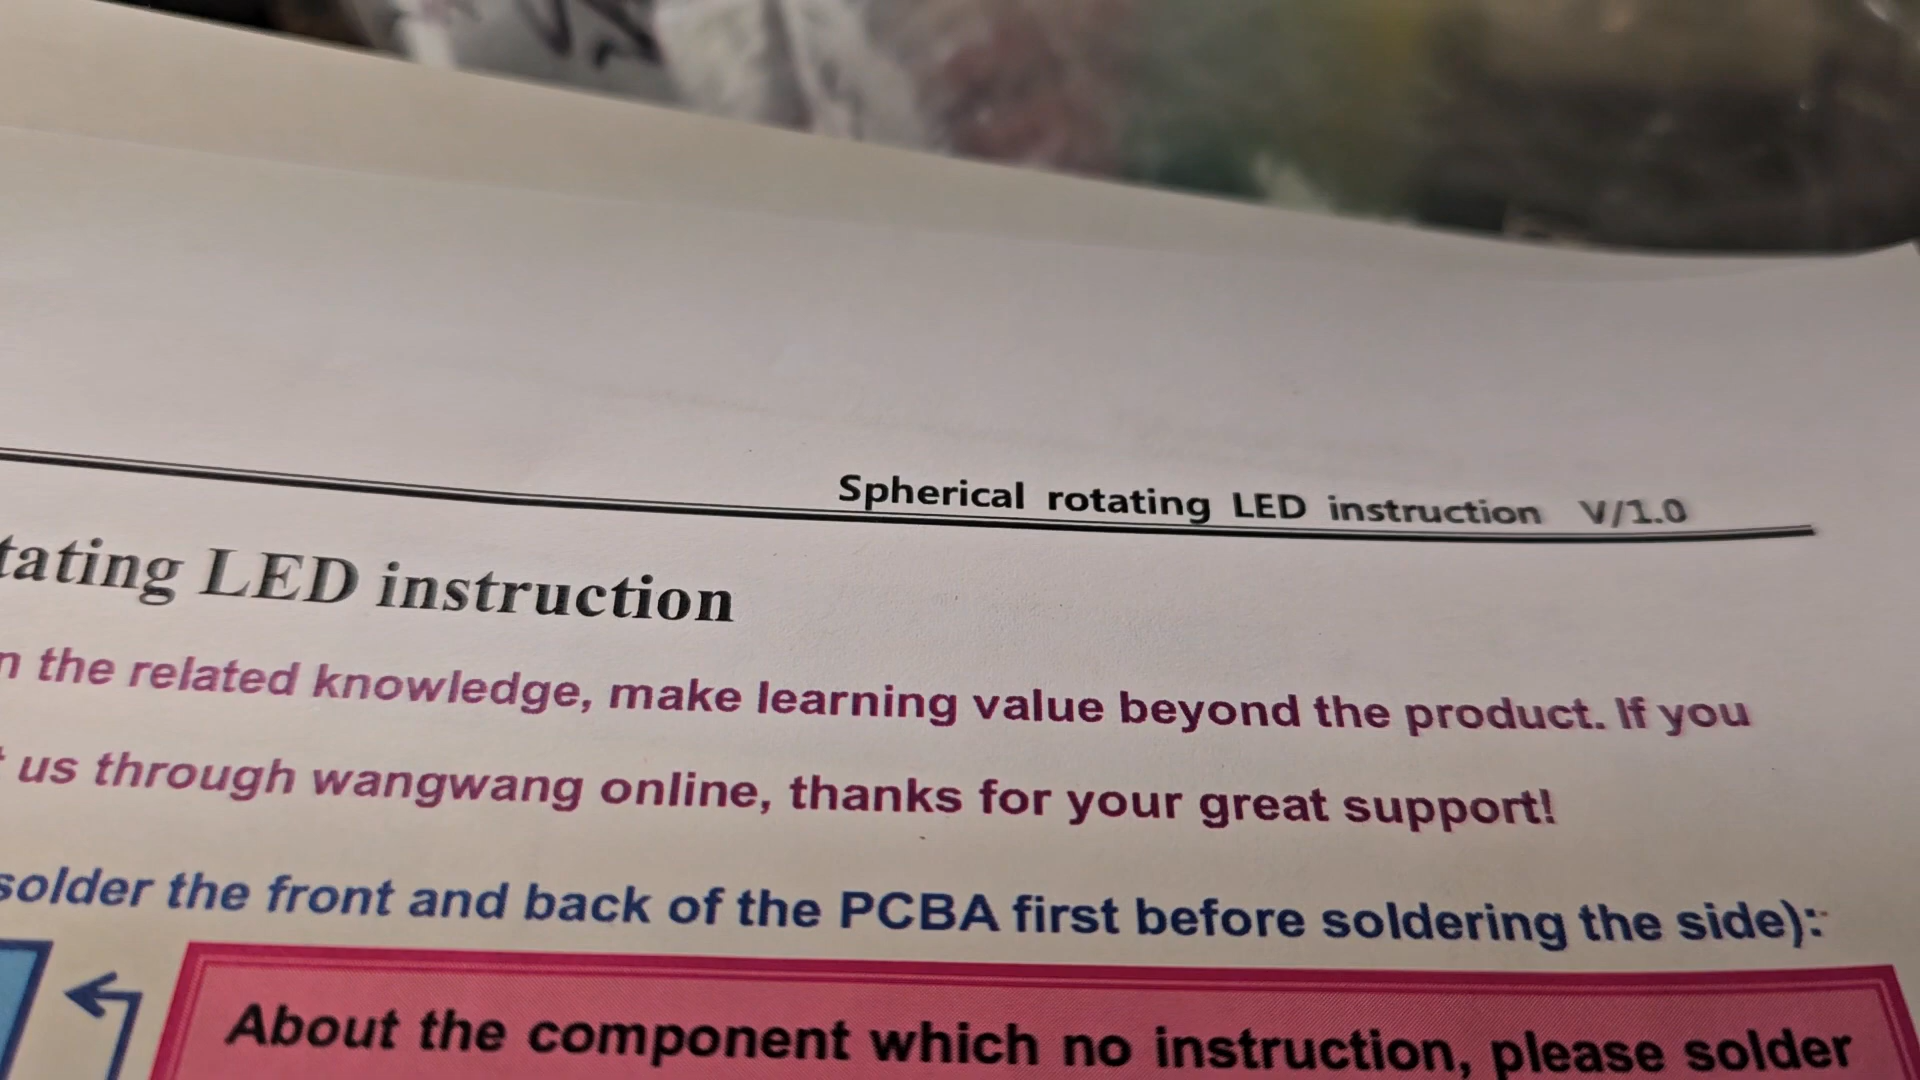 Spherical rotating LED instruction V/1.0
tating LED instruction
n the related knowledge, make learning value beyond the product. If you
us through wangwang online, thanks for your great support!
solder the front and back of the PCBA first before soldering the side):
About the component which no instruction, please solder